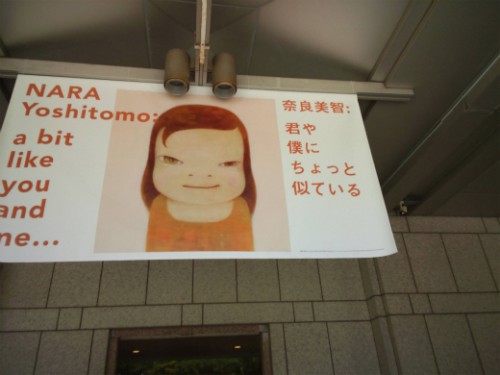 NARA
Yoshitomo:
a bit
like
you
and
me...
奈良美智:
君や
僕に
ちょっと
似ている